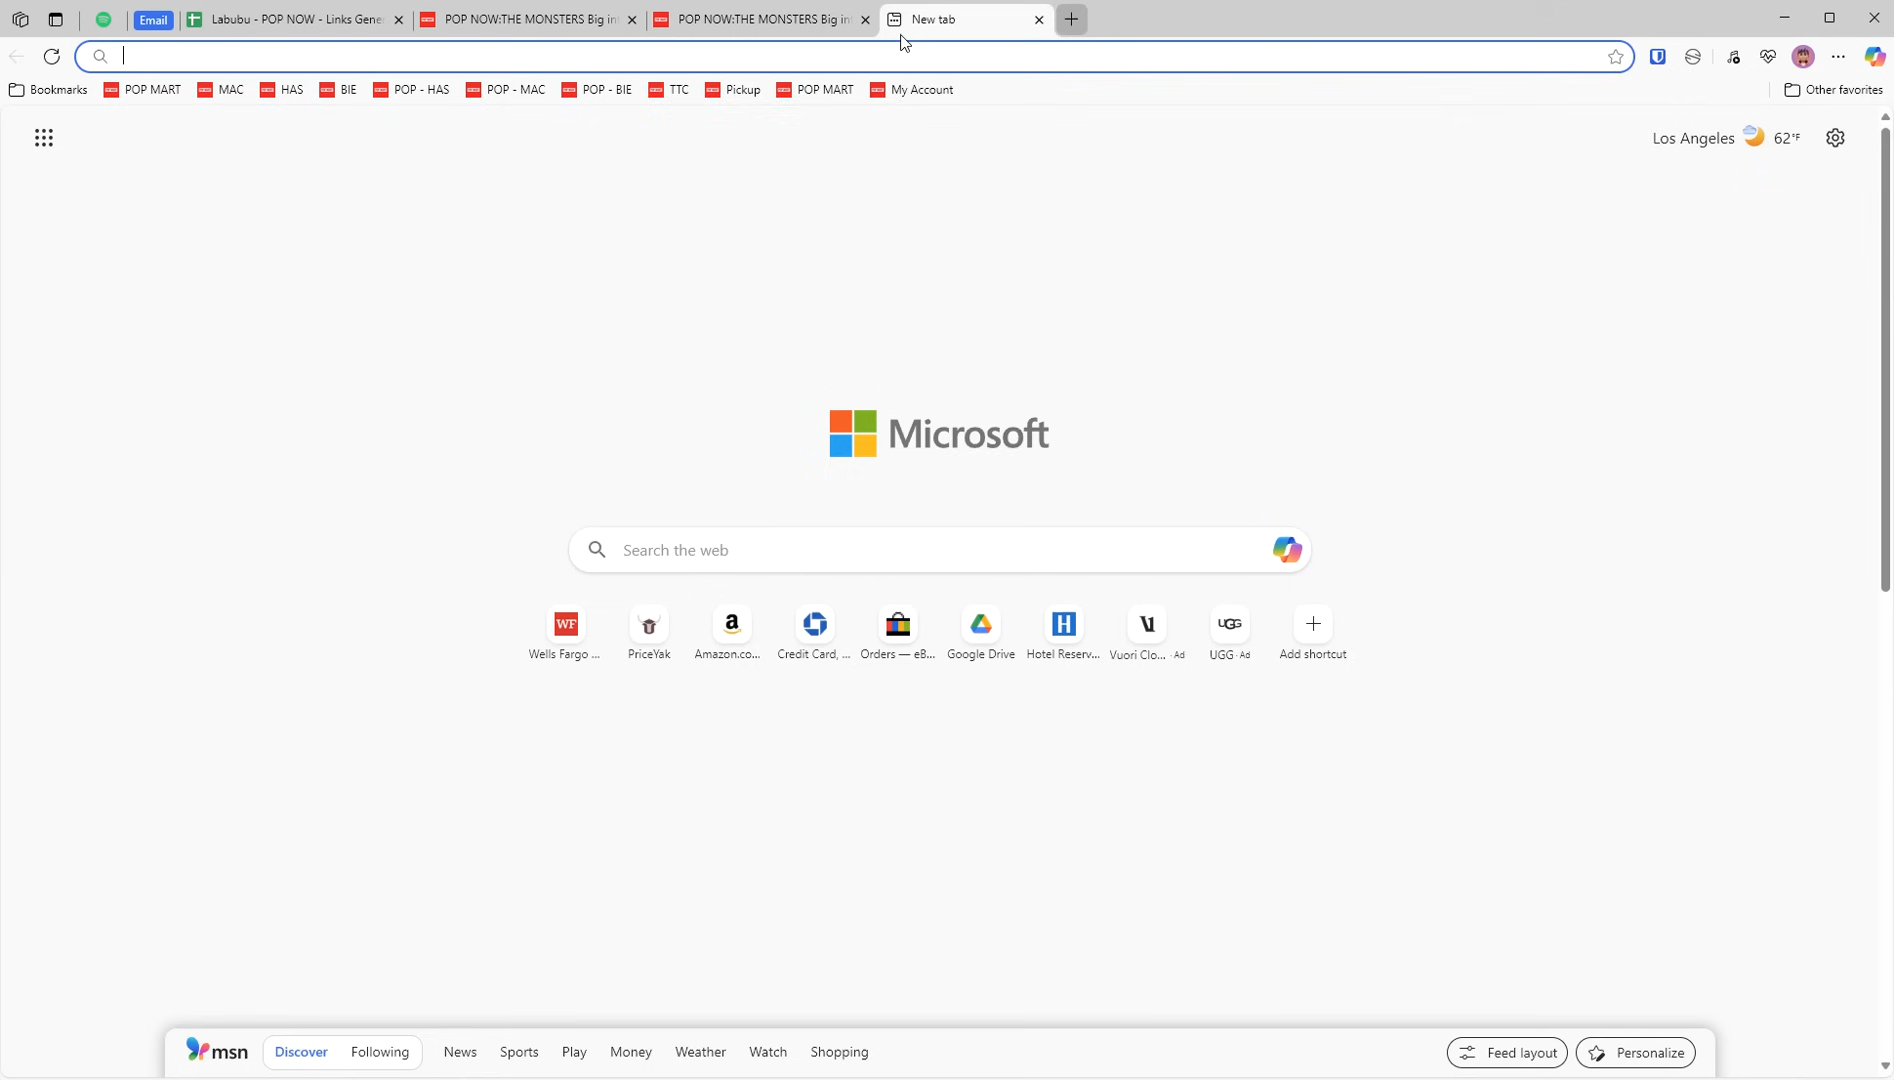 Email Labubu - POP NOW - Links Gene POP NOW:THE MONSTERS Big in POP NOW:THE MONSTERS Big in New tab
Bookmarks POP MART MAC HAS BIE POP - HAS POP - MAC POP - BIE TTC Pickup POP MART My Account Other favorites
Los Angeles 62°F
Microsoft
Search the web
WF UGG
Wells Fargo ... PriceYak Amazon.co... Credit Card, ... Orders — eB... Google Drive Hotel Reserv... Vuori Clo... · Ad UGG · Ad Add shortcut
msn Discover Following News Sports Play Money Weather Watch Shopping Feed layout Personalize